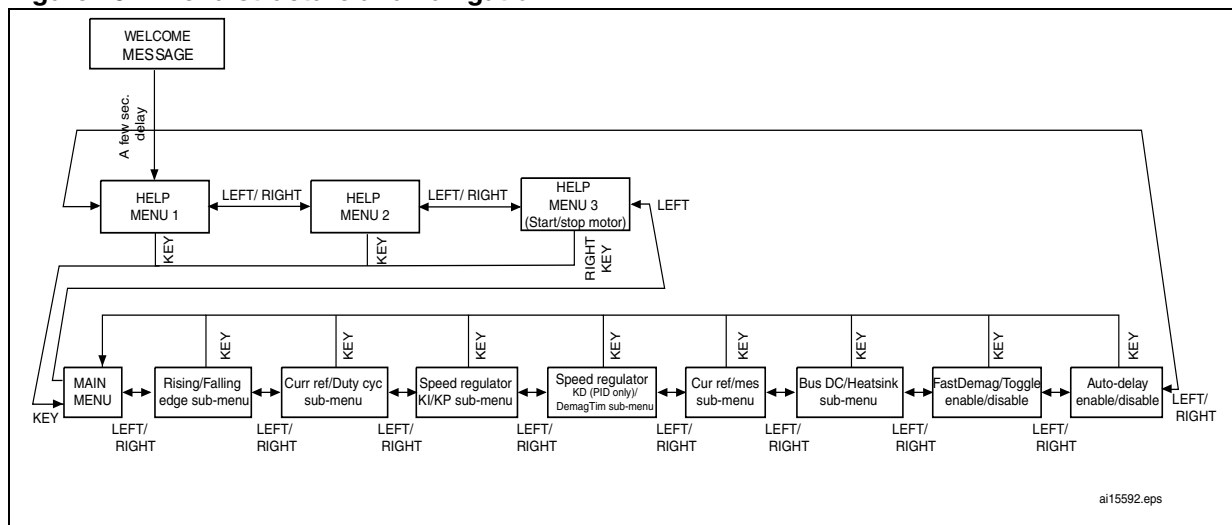 WELCOME
MESSAGE
A few sec.
delay
HELP
MENU 1
LEFT/ RIGHT
HELP
MENU 2
LEFT/ RIGHT
HELP
MENU 3
(Start/stop motor)
LEFT
KEY
KEY
RIGHT
KEY
KEY
KEY
KEY
KEY
KEY
KEY
KEY
KEY
MAIN
MENU
Rising/Falling
edge sub-menu
Curr ref/Duty cyc
sub-menu
Speed regulator
KI/KP sub-menu
Speed regulator
KD (PID only)/
DemagTim sub-menu
Cur ref/mes
sub-menu
Bus DC/Heatsink
sub-menu
FastDemag/Toggle
enable/disable
Auto-delay
enable/disable
KEY
LEFT/
RIGHT
LEFT/
RIGHT
LEFT/
RIGHT
LEFT/
RIGHT
LEFT/
RIGHT
LEFT/
RIGHT
LEFT/
RIGHT
LEFT/
RIGHT
LEFT/
RIGHT
ai15592.eps